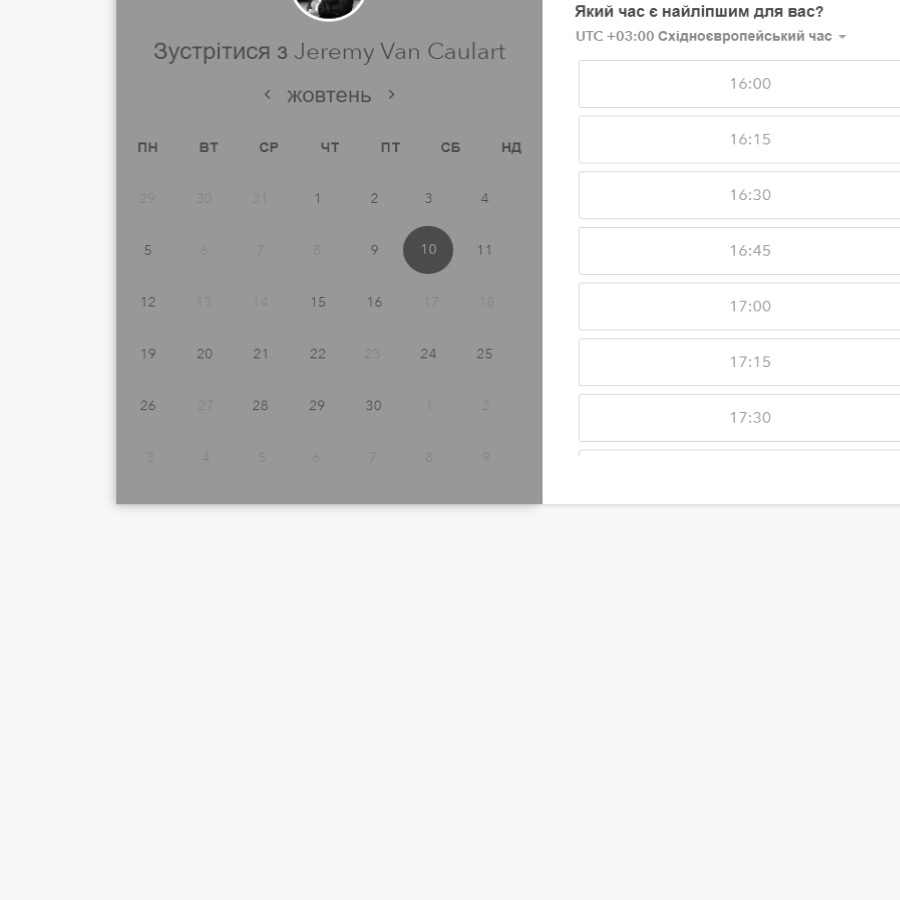 Зустрітися з Jeremy Van Caulart
жовтень
ПН ВТ СР ЧТ ПТ СБ НД
29 30 31 1 2 3 4
5 6 7 8 9 10 11
12 13 14 15 16 17 18
19 20 21 22 23 24 25
26 27 28 29 30 1 2
3 4 5 6 7 8 9
Який час є найліпшим для вас?
UTC +03:00 Східноєвропейський час
16:00
16:15
16:30
16:45
17:00
17:15
17:30